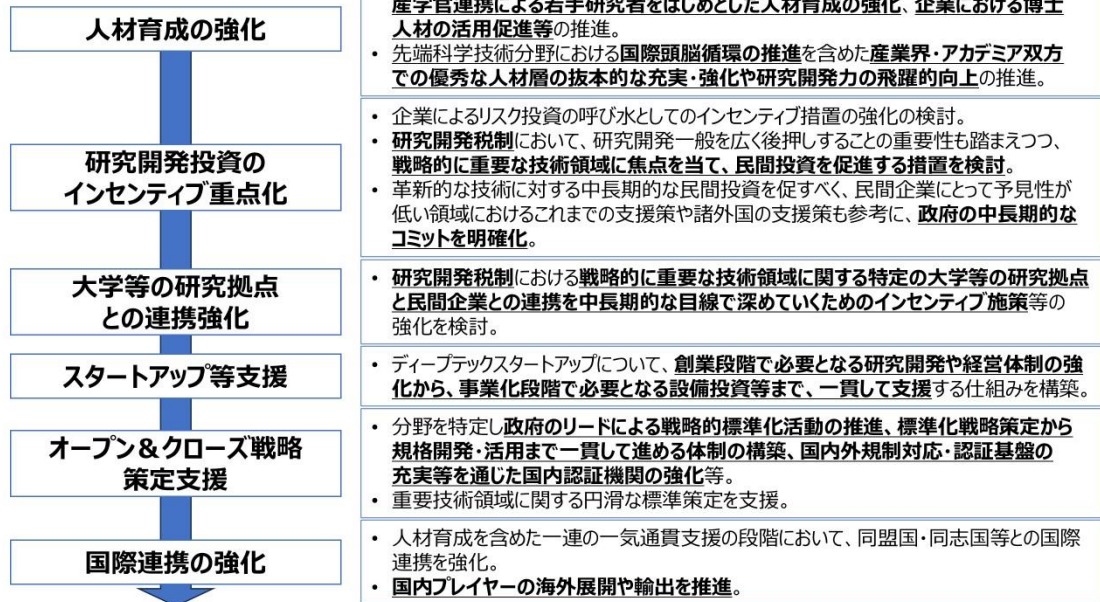 人材育成の強化
産学官連携による若手研究者をはじめとした人材育成の強化、企業における博士
人材の活用促進等の推進。
• 先端科学技術分野における国際頭脳循環の推進を含めた産業界・アカデミア双方
での優秀な人材層の抜本的な充実・強化や研究開発力の飛躍的向上の推進。
研究開発投資の
インセンティブ重点化
• 企業によるリスク投資の呼び水としてのインセンティブ措置の強化の検討。
• 研究開発税制において、研究開発一般を広く後押しすることの重要性も踏まえつつ、
戦略的に重要な技術領域に焦点を当て、民間投資を促進する措置を検討。
• 革新的な技術に対する中長期的な民間投資を促すべく、民間企業にとって予見性が
低い領域におけるこれまでの支援策や諸外国の支援策も参考に、政府の中長期的な
コミットを明確化。
大学等の研究拠点
との連携強化
• 研究開発税制における戦略的に重要な技術領域に関する特定の大学等の研究拠点
と民間企業との連携を中長期的な目線で深めていくためのインセンティブ施策等の
強化を検討。
スタートアップ等支援
• ディープテックスタートアップについて、創業段階で必要となる研究開発や経営体制の強
化から、事業化段階で必要となる設備投資等まで、一貫して支援する仕組みを構築。
オープン＆クローズ戦略
策定支援
• 分野を特定し政府のリードによる戦略的標準化活動の推進、標準化戦略策定から
規格開発・活用まで一貫して進める体制の構築、国内外規制対応・認証基盤の
充実等を通じた国内認証機関の強化等。
• 重要技術領域に関する円滑な標準策定を支援。
国際連携の強化
• 人材育成を含めた一連の一気通貫支援の段階において、同盟国・同志国等との国際
連携を強化。
• 国内プレイヤーの海外展開や輸出を推進。